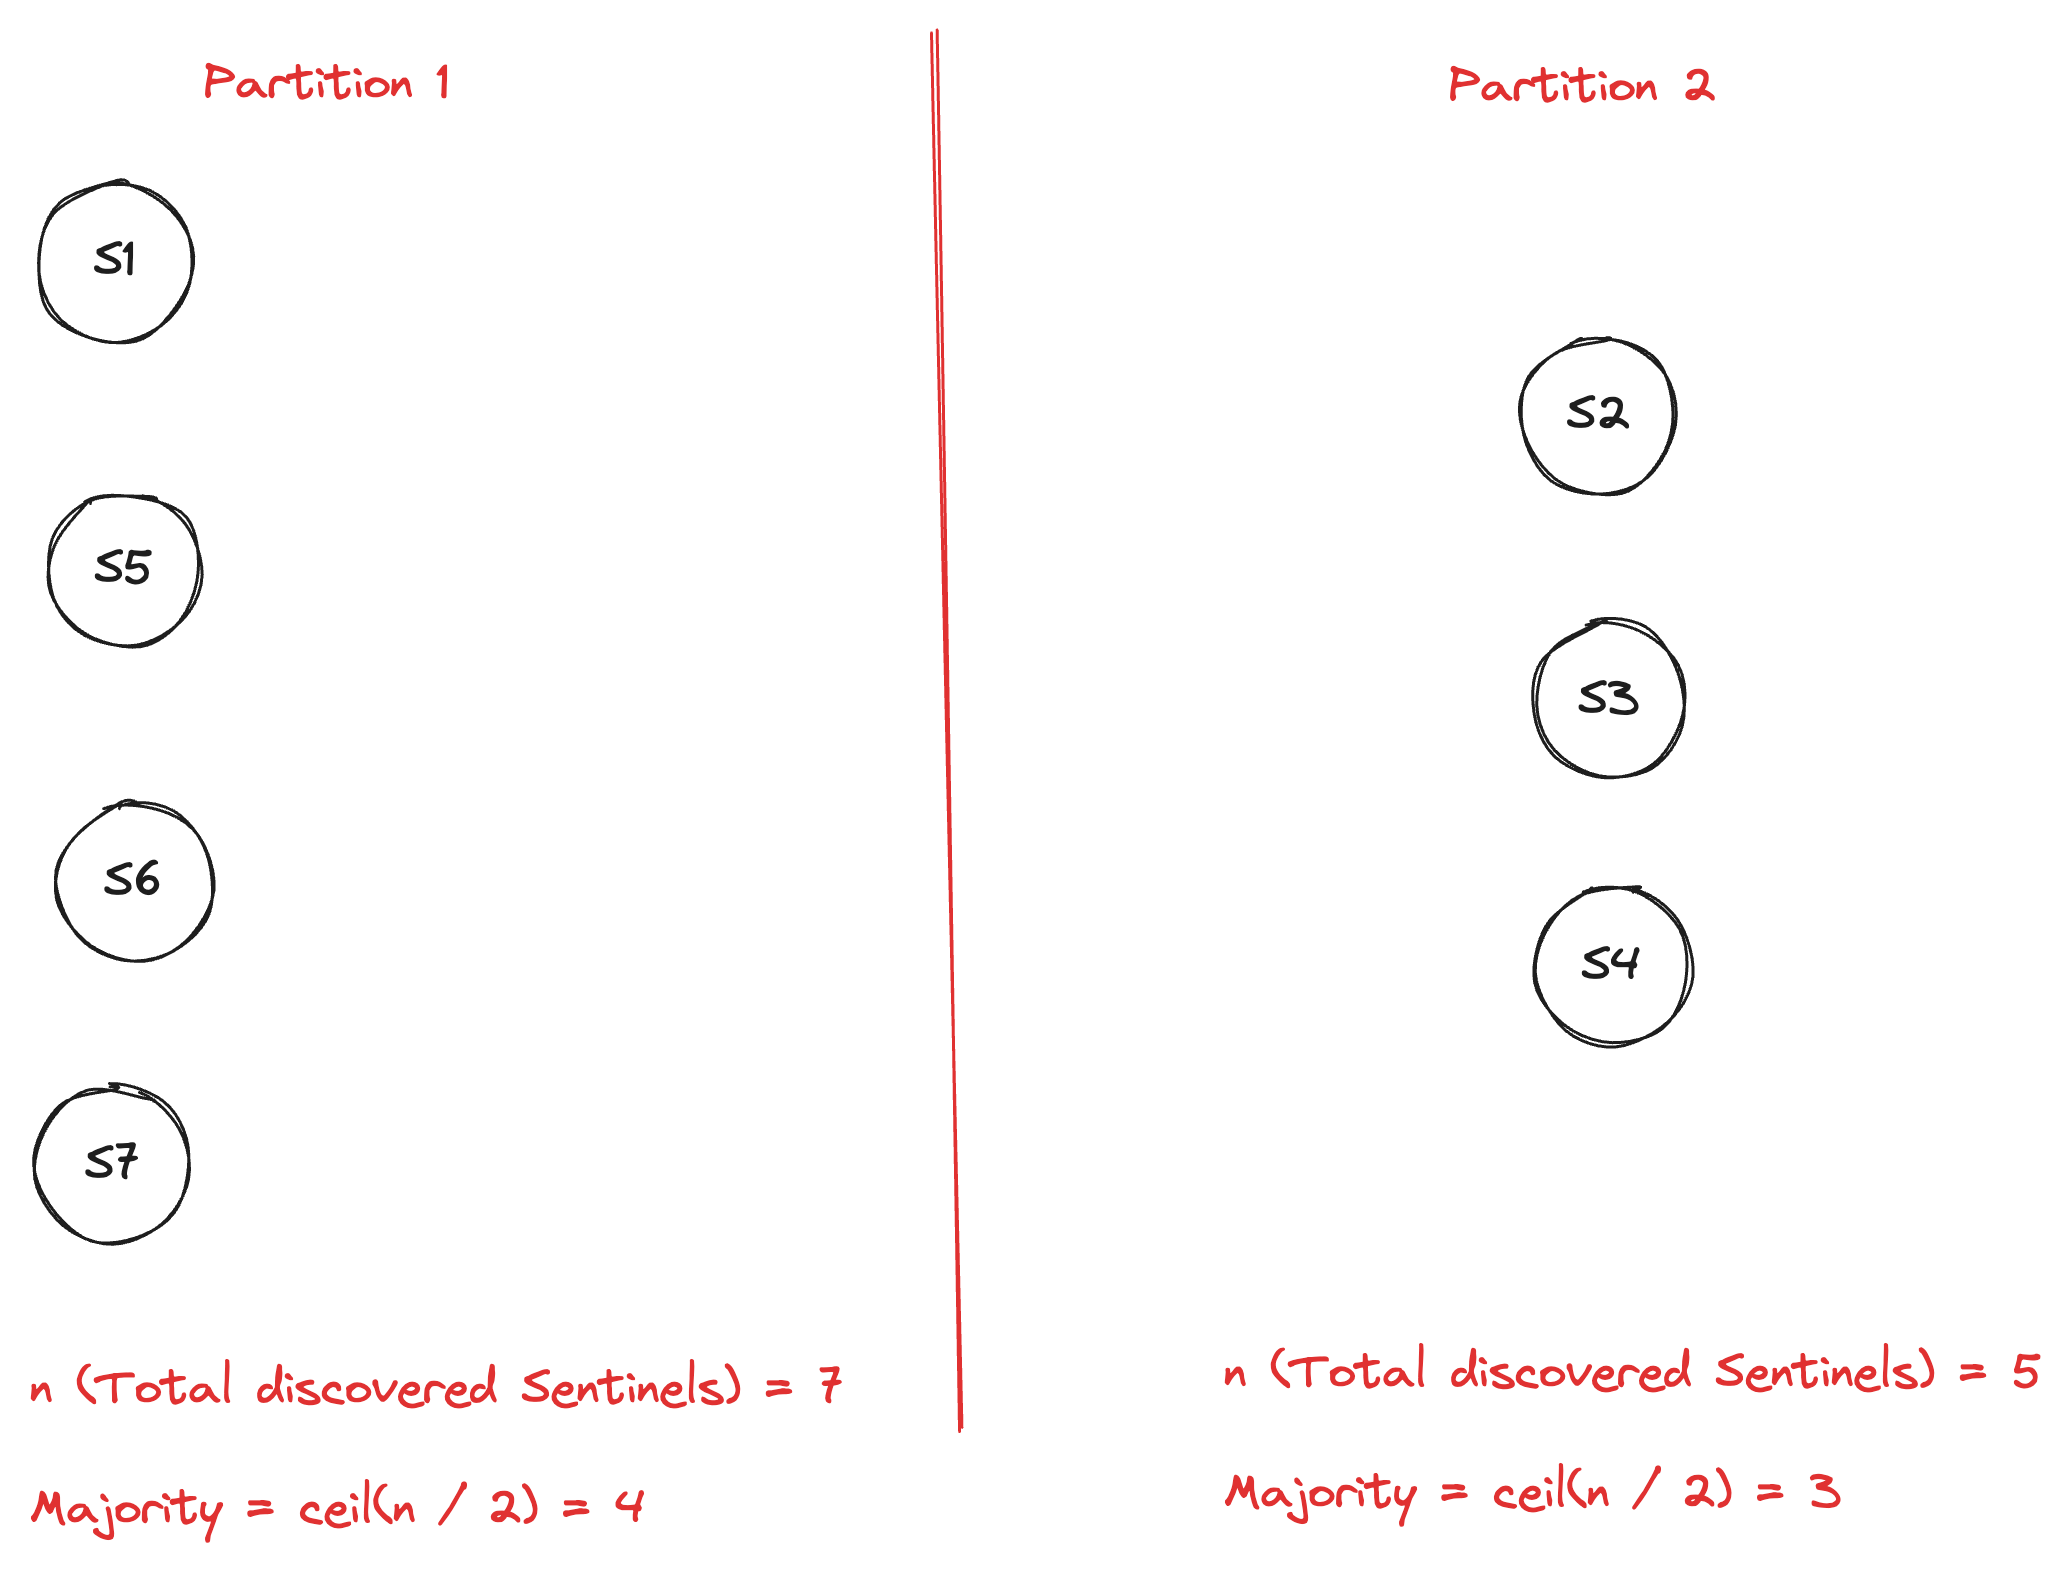 Partition 1
S1
S5
S6
S7
n (Total discovered Sentinels) = 7
Majority = ceil(n / 2) = 4
Partition 2
S2
S3
S4
n (Total discovered Sentinels) = 5
Majority = ceil(n / 2) = 3